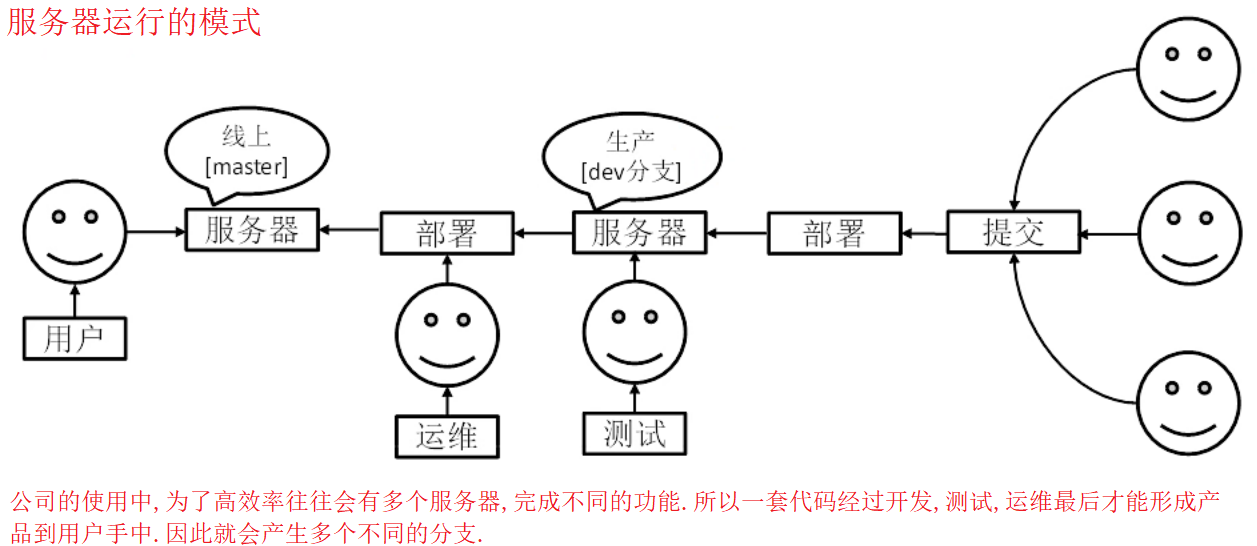 服务器运行的模式
线上
[master]
生产
[dev分支]
服务器
部署
服务器
部署
提交
用户
运维
测试
公司的使用中,为了高效率往往会有多个服务器,完成不同的功能.所以一套代码经过开发,测试,运维最后才能形成产
品到用户手中.因此就会产生多个不同的分支.